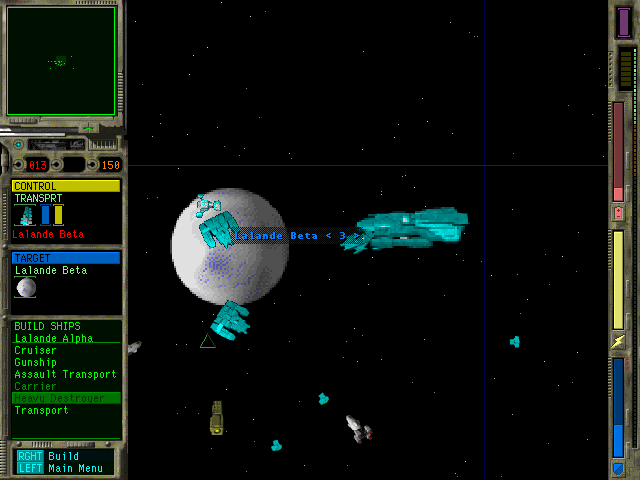 013 150
CONTROL
TRANSPRT
Lalande Beta
TARGET
Lalande Beta
Lalande Beta < 3 >
BUILD SHIPS
Lalande Alpha
Cruiser
Gunship
Assault Transport
Carrier
Heavy Destroyer
Transport
RGHT Build
LEFT Main Menu